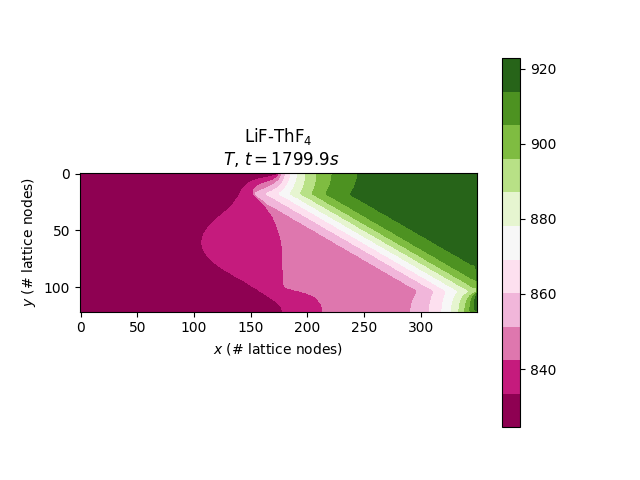 LiF-ThF₄
T, t = 1799.9s
0
50
100
y (# lattice nodes)
0 50 100 150 200 250 300
x (# lattice nodes)
920
900
880
860
840